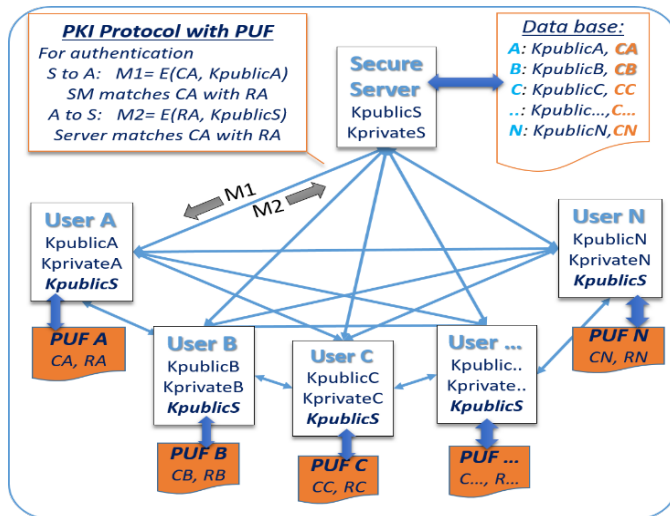 PKI Protocol with PUF
For authentication
S to A: M1= E(CA, KpublicA)
SM matches CA with RA
A to S: M2= E(RA, KpublicS)
Server matches CA with RA
Secure
Server
KpublicS
KprivateS
Data base:
A: KpublicA, CA
B: KpublicB, CB
C: KpublicC, CC
..: Kpublic...,C...
N: KpublicN,CN
M1
M2
User A
KpublicA
KprivateA
KpublicS
PUF A
CA, RA
User B
KpublicB
KprivateB
KpublicS
PUF B
CB, RB
User C
KpublicC
KprivateC
KpublicS
PUF C
CC, RC
User ...
Kpublic..
Kprivate..
KpublicS
PUF ...
C..., R...
User N
KpublicN
KprivateN
KpublicS
PUF N
CN, RN